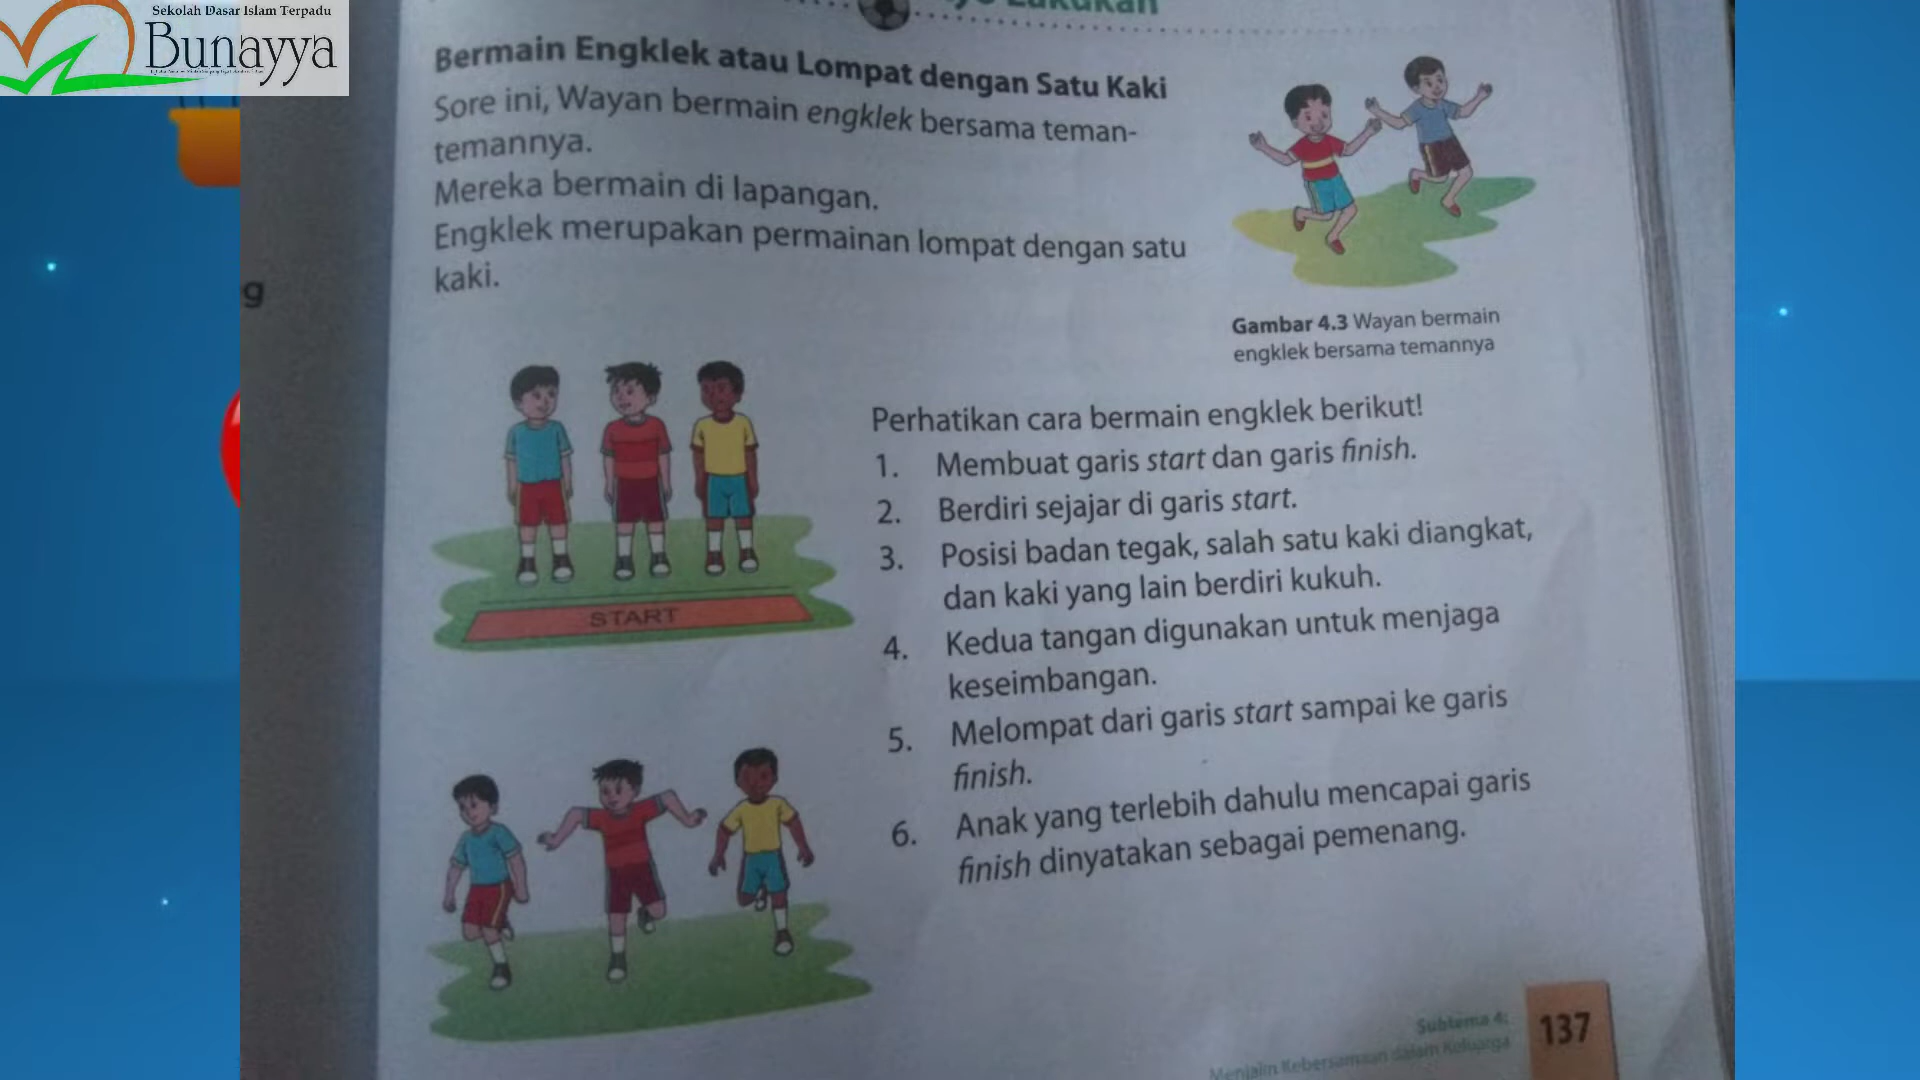 Sekolah Dasar Islam Terpadu
Bunayya
Lakukan
Bermain Engklek atau Lompat dengan Satu Kaki
Sore ini, Wayan bermain engklek bersama teman-
temannya.
Mereka bermain di lapangan.
Engklek merupakan permainan lompat dengan satu
kaki.
g
Gambar 4.3 Wayan bermain
engklek bersama temannya
START
Perhatikan cara bermain engklek berikut!
1. Membuat garis start dan garis finish.
2. Berdiri sejajar di garis start.
3. Posisi badan tegak, salah satu kaki diangkat,
dan kaki yang lain berdiri kukuh.
4. Kedua tangan digunakan untuk menjaga
keseimbangan.
5. Melompat dari garis start sampai ke garis
finish.
6. Anak yang terlebih dahulu mencapai garis
finish dinyatakan sebagai pemenang.
Subtema 4:
Menjalin Kebersamaan dalam Keluarga
137